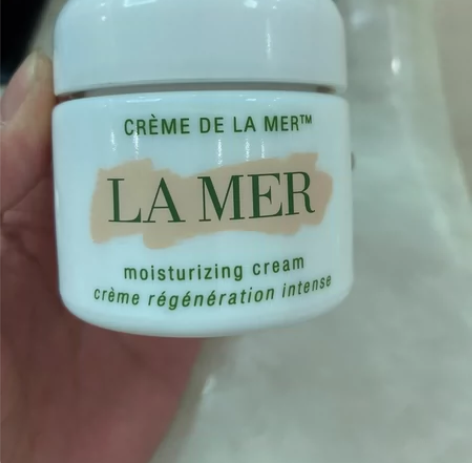 CRÈME DE LA MER™
LA MER
moisturizing cream
crème régénération intense